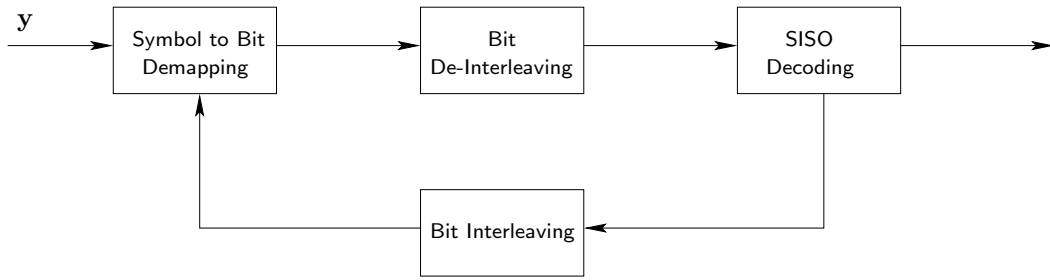 y
Symbol to Bit
Demapping
Bit
De-Interleaving
SISO
Decoding
Bit Interleaving